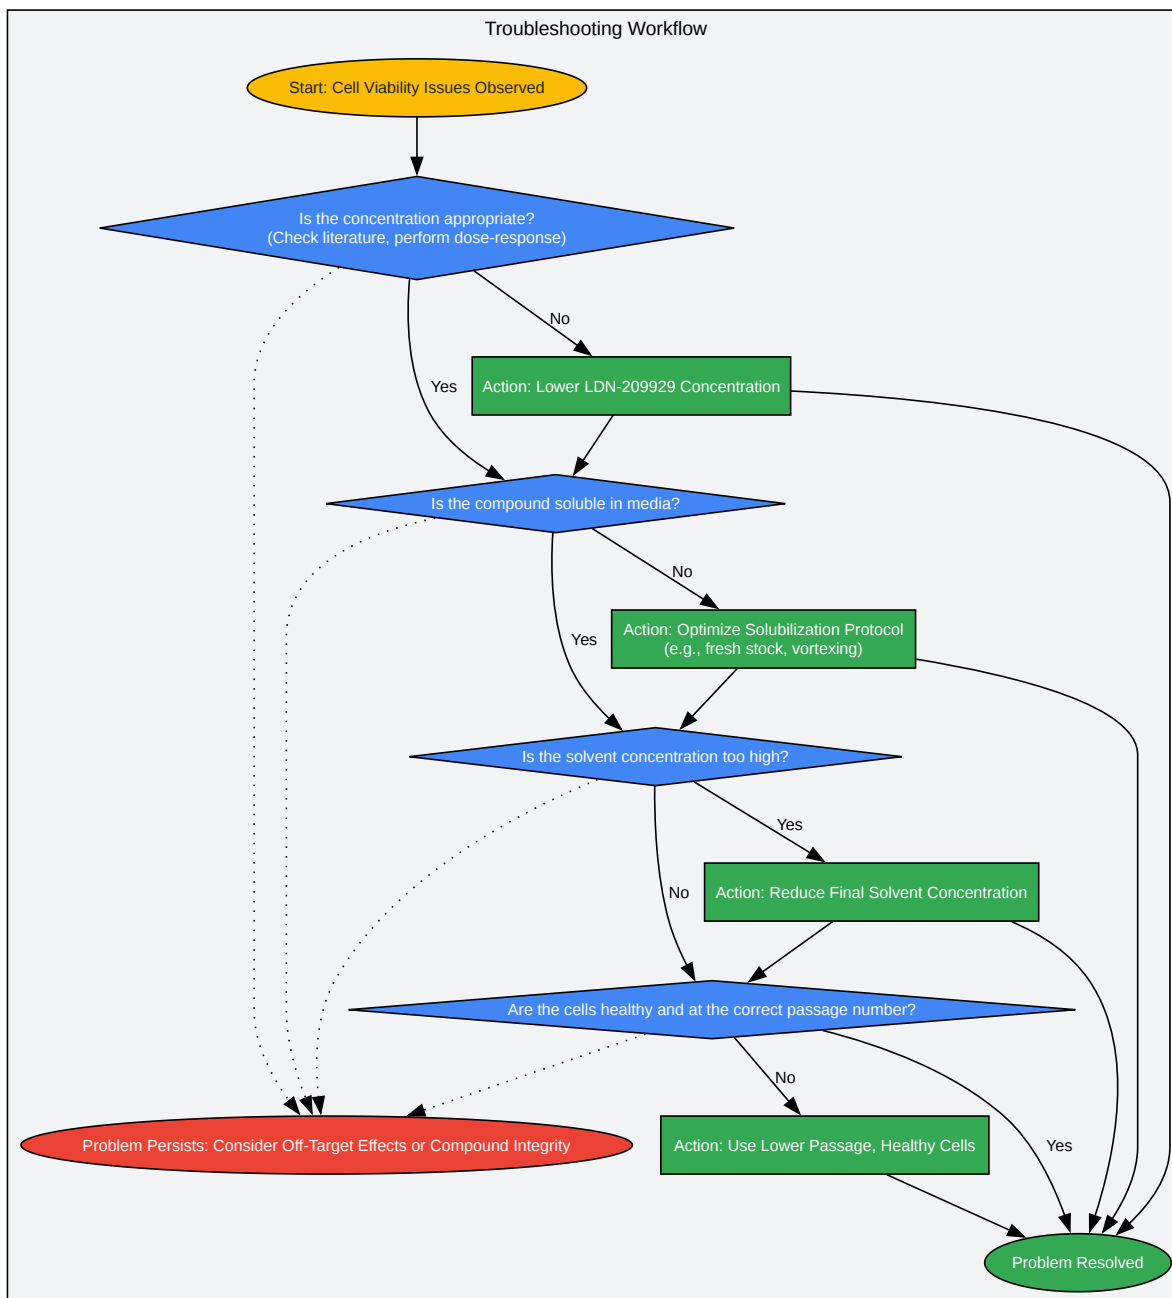 Troubleshooting Workflow
Start: Cell Viability Issues Observed
Is the concentration appropriate?
(Check literature, perform dose-response)
No
Yes
Action: Lower LDN-209929 Concentration
Is the compound soluble in media?
No
Yes
Action: Optimize Solubilization Protocol
(e.g., fresh stock, vortexing)
Is the solvent concentration too high?
Yes
No
Action: Reduce Final Solvent Concentration
Are the cells healthy and at the correct passage number?
No
Yes
Problem Persists: Consider Off-Target Effects or Compound Integrity
Action: Use Lower Passage, Healthy Cells
Problem Resolved